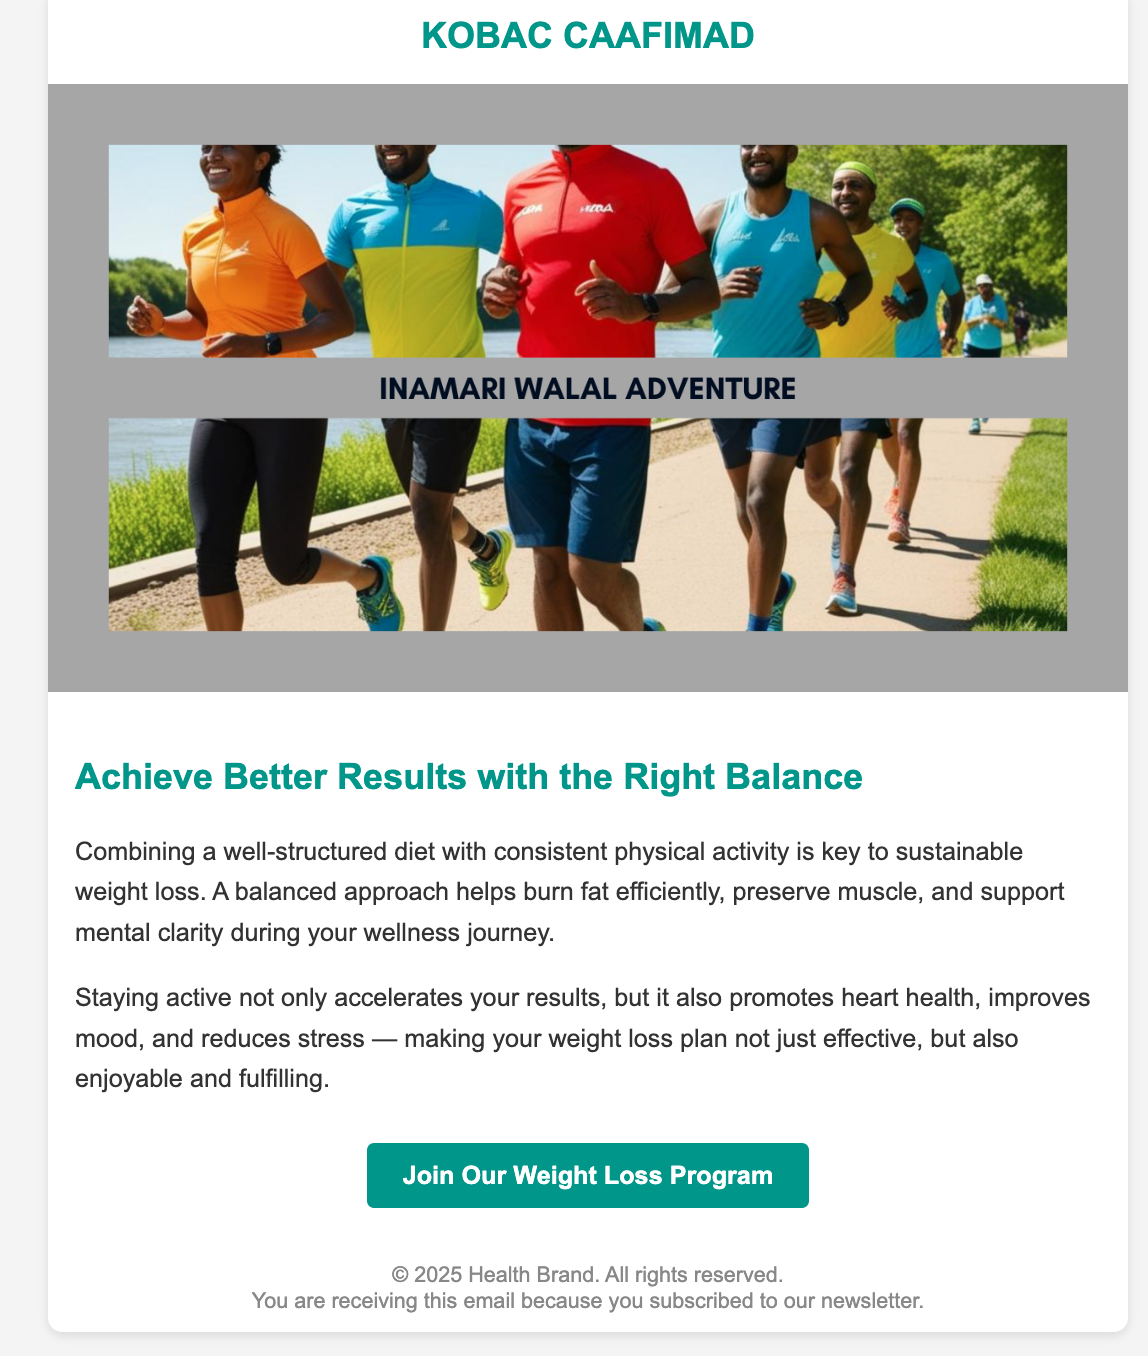 KOBAC CAAFIMAD
INAMARI WALAL ADVENTURE
Achieve Better Results with the Right Balance
Combining a well-structured diet with consistent physical activity is key to sustainable
weight loss. A balanced approach helps burn fat efficiently, preserve muscle, and support
mental clarity during your wellness journey.
Staying active not only accelerates your results, but it also promotes heart health, improves
mood, and reduces stress — making your weight loss plan not just effective, but also
enjoyable and fulfilling.
Join Our Weight Loss Program
© 2025 Health Brand. All rights reserved.
You are receiving this email because you subscribed to our newsletter.